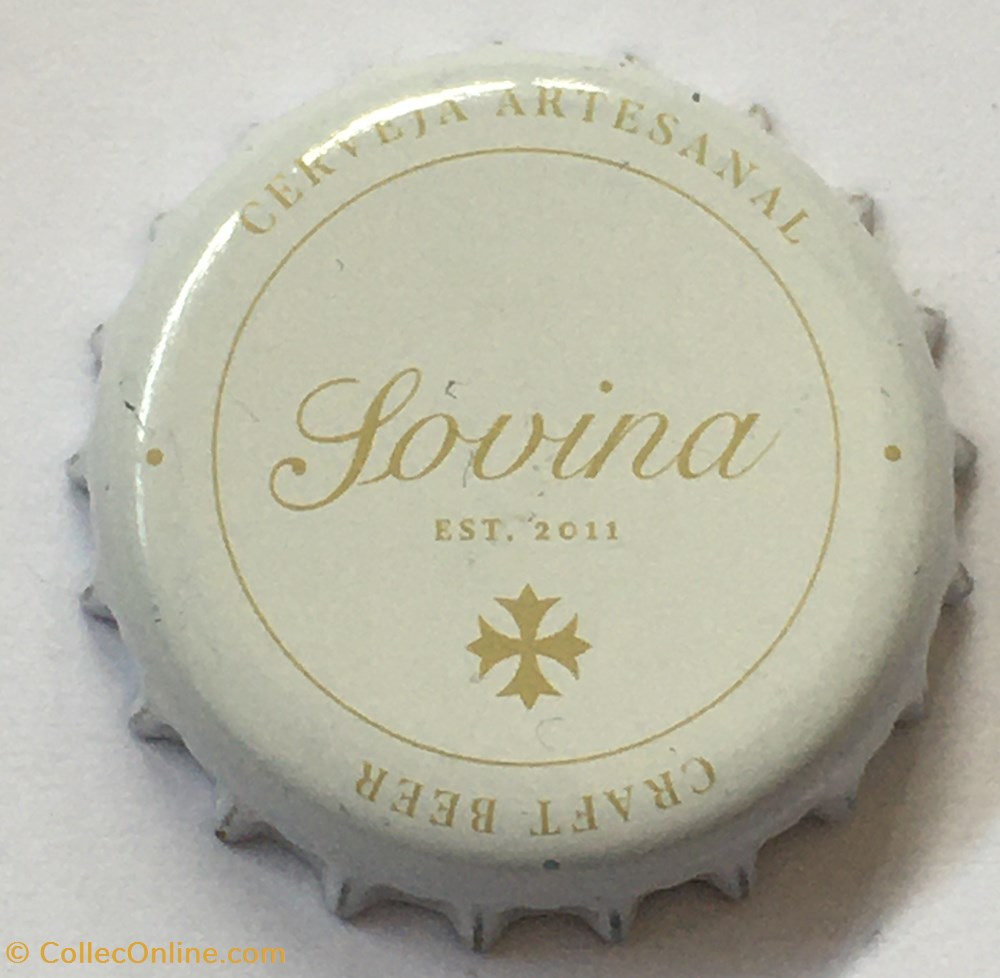 CERVEJA ARTESANAL
Sovina
EST. 2011
CRAFT BEER
© CollecOnline.com